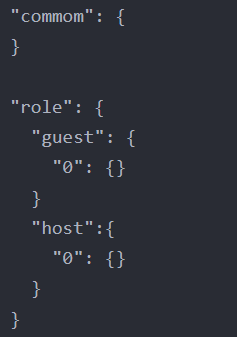 "commom": {
}

"role": {
  "guest": {
    "0": {}
  }
  "host":{
    "0": {}
  }
}